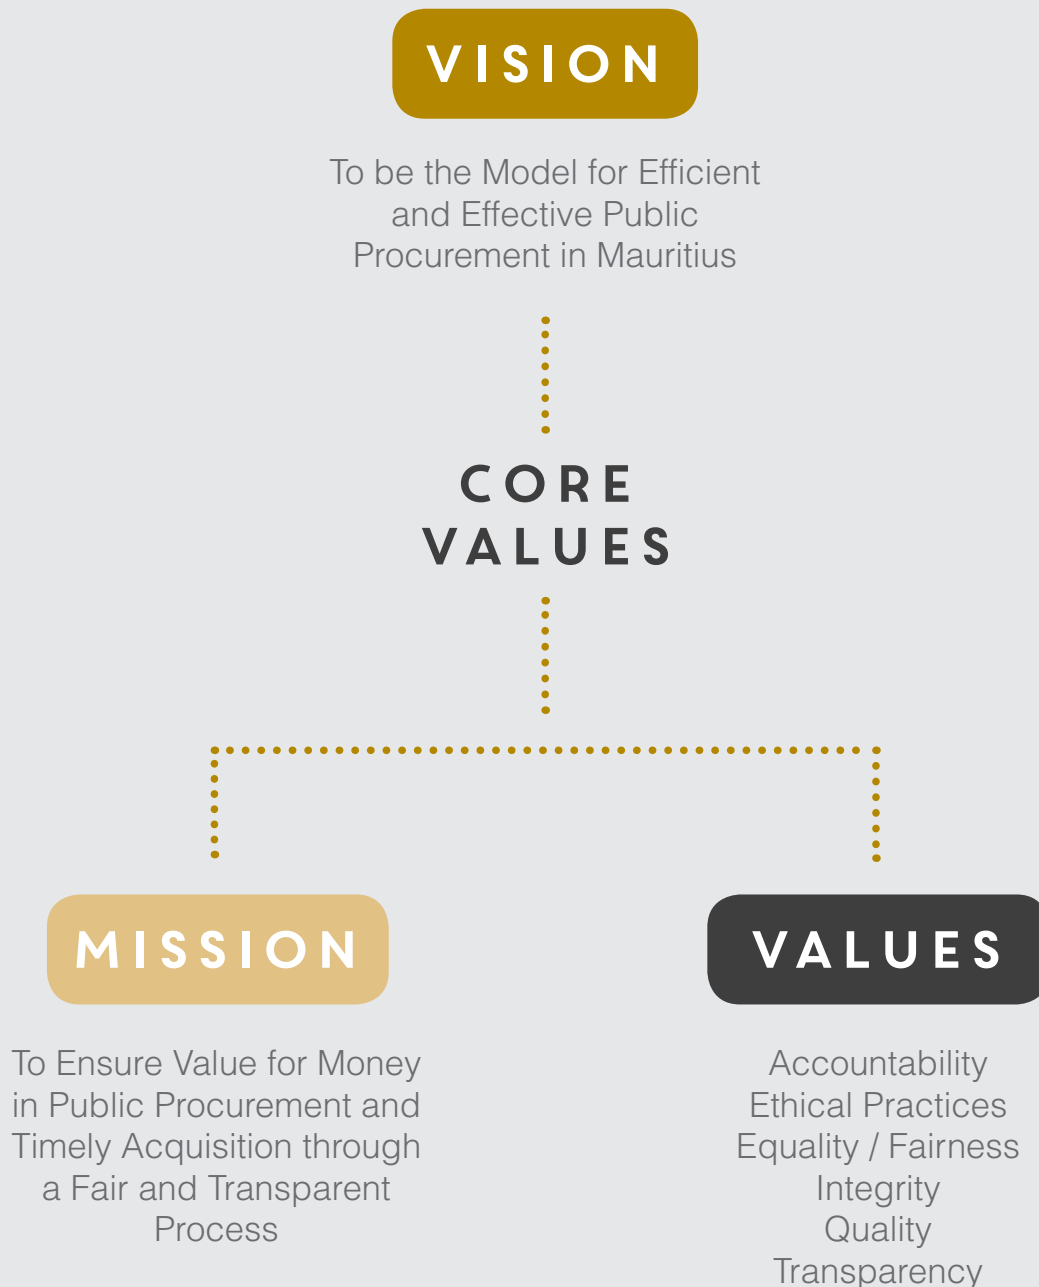 VISION
To be the Model for Efficient
and Effective Public
Procurement in Mauritius
CORE
VALUES
MISSION
To Ensure Value for Money
in Public Procurement and
Timely Acquisition through
a Fair and Transparent
Process
VALUES
Accountability
Ethical Practices
Equality / Fairness
Integrity
Quality
Transparency